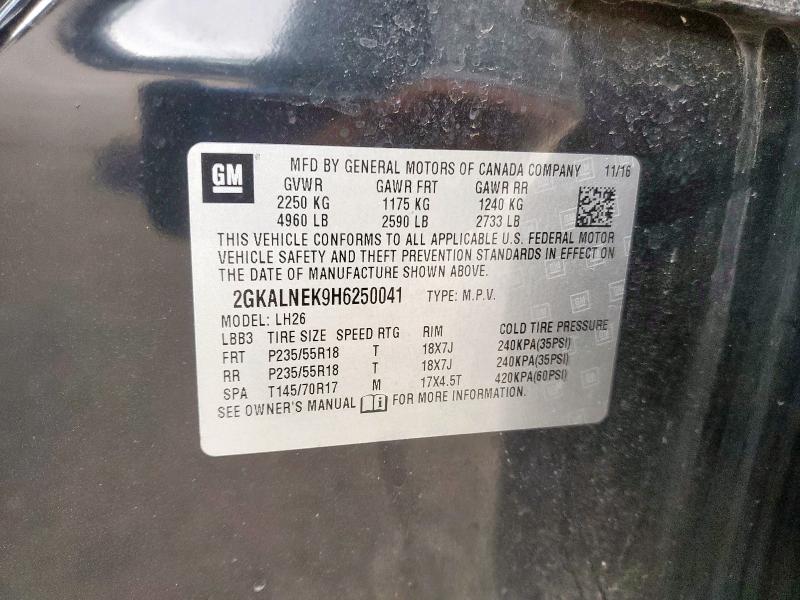 GM MFD BY GENERAL MOTORS OF CANADA COMPANY 11/16
GVWR GAWR FRT GAWR RR
2250 KG 1175 KG 1240 KG
4960 LB 2590 LB 2733 LB
THIS VEHICLE CONFORMS TO ALL APPLICABLE U.S. FEDERAL MOTOR
VEHICLE SAFETY AND THEFT PREVENTION STANDARDS IN EFFECT ON
THE DATE OF MANUFACTURE SHOWN ABOVE.
2GKALNEK9H6250041 TYPE: M.P.V.
MODEL: LH26
LBB3 TIRE SIZE SPEED RTG RIM COLD TIRE PRESSURE
FRT P235/55R18 T 18X7J 240KPA(35PSI)
RR P235/55R18 T 18X7J 240KPA(35PSI)
SPA T145/70R17 M 17X4.5T 420KPA(60PSI)
SEE OWNER'S MANUAL i FOR MORE INFORMATION.